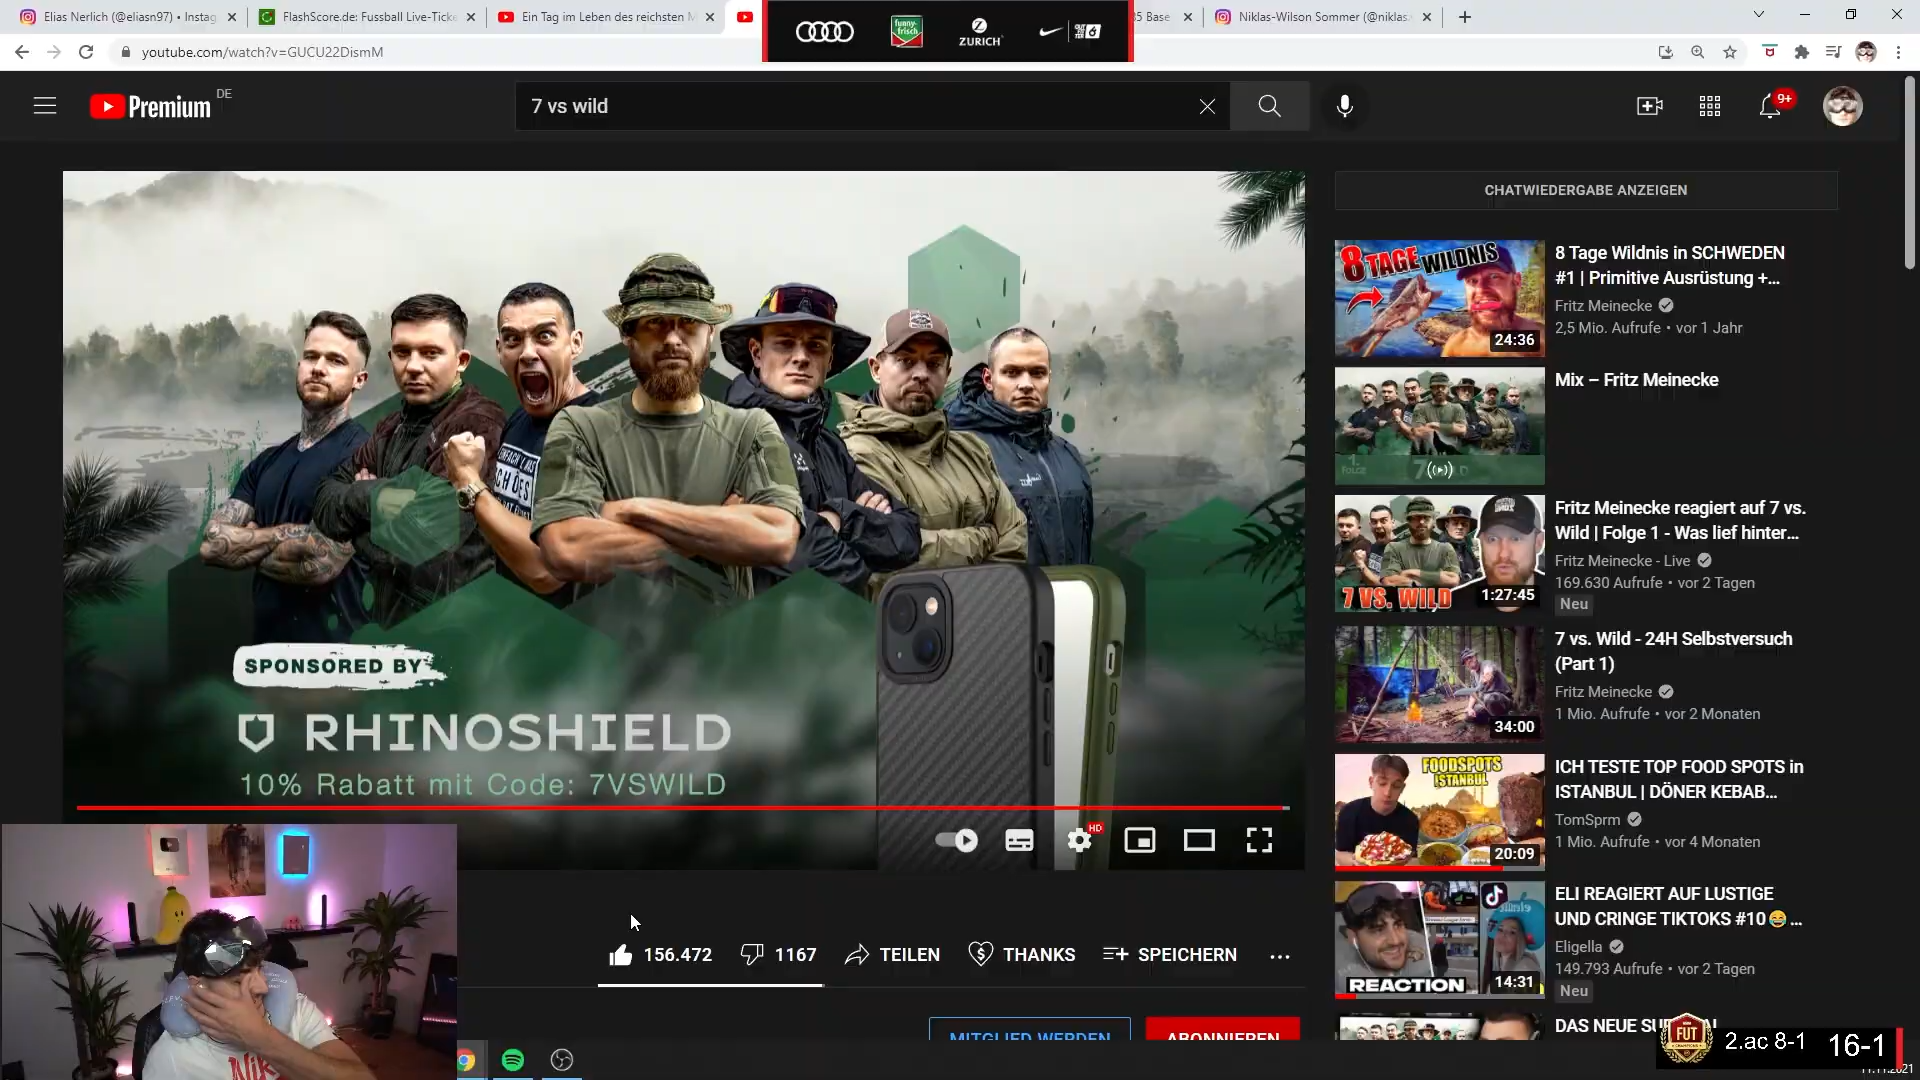 Elias Nerlich (@eliasn97) • Instag
FlashScore.de: Fussball Live-Ticke
Ein Tag im Leben des reichsten M
funny-frisch
ZURICH
35 Base
Niklas-Wilson Sommer (@niklas.
youtube.com/watch?v=GUCU22DismM
Premium
DE
7 vs wild
9+
CHATWIEDERGABE ANZEIGEN
SPONSORED BY
RHINOSHIELD
10% Rabatt mit Code: 7VSWILD
HD
156.472
1167
TEILEN
THANKS
SPEICHERN
MITGLIED WERDEN
ABONNIEREN
8 TAGE WILDNIS
24:36
8 Tage Wildnis in SCHWEDEN
#1 | Primitive Ausrüstung +...
Fritz Meinecke
2,5 Mio. Aufrufe • vor 1 Jahr
Mix – Fritz Meinecke
7 VS. WILD
1:27:45
Fritz Meinecke reagiert auf 7 vs.
Wild | Folge 1 - Was lief hinter...
Fritz Meinecke - Live
169.630 Aufrufe • vor 2 Tagen
Neu
34:00
7 vs. Wild - 24H Selbstversuch
(Part 1)
Fritz Meinecke
1 Mio. Aufrufe • vor 2 Monaten
FOODSPOTS
ISTANBUL
20:09
ICH TESTE TOP FOOD SPOTS in
ISTANBUL | DÖNER KEBAB...
TomSprm
1 Mio. Aufrufe • vor 4 Monaten
REACTION
14:31
ELI REAGIERT AUF LUSTIGE
UND CRINGE TIKTOKS #10😂 ...
Eligella
149.793 Aufrufe • vor 2 Tagen
Neu
DAS NEUE
FUT
2.ac 8-1
16-1
11.11.2021